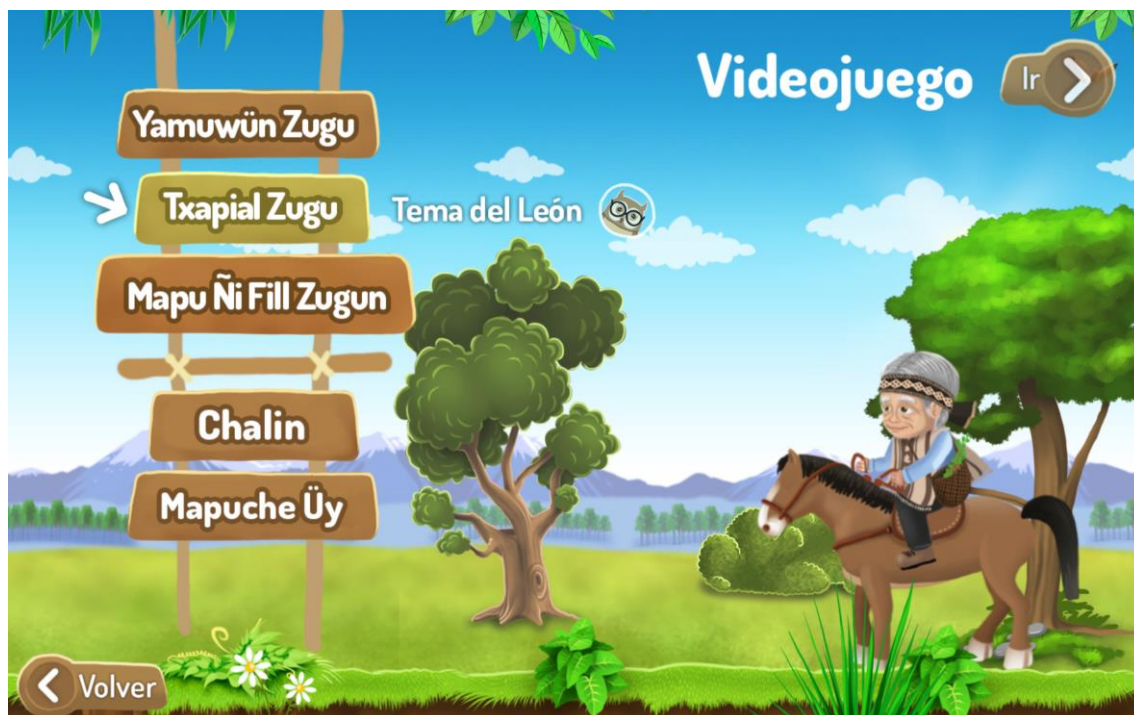 Videojuego
Ir
Yamuwün Zugu
Txapial Zugu
Tema del León
Mapu Ñi Fill Zugun
Chalin
Mapuche Üy
Volver